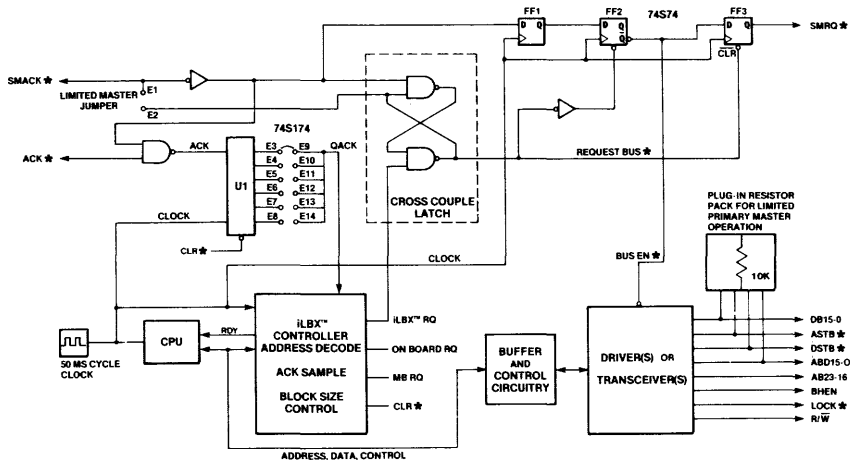 FF1
FF2
74S74
FF3
D Q
D Q
Q
D Q
CLR
SMRQ *
SMACK *
E1
LIMITED MASTER
JUMPER
E2
74S174
ACK *
ACK
U1
E3 E9
E4 E10
E5 E11
E6 E12
E7 E13
E8 E14
QACK
CROSS COUPLE
LATCH
REQUEST BUS *
CLOCK
CLR *
CLOCK
BUS EN *
PLUG-IN RESISTOR
PACK FOR LIMITED
PRIMARY MASTER
OPERATION
10K
50 MS CYCLE
CLOCK
CPU
RDY
iLBX™
CONTROLLER
ADDRESS DECODE
ACK SAMPLE
BLOCK SIZE
CONTROL
iLBX™ RQ
ON BOARD RQ
MB RQ
CLR *
BUFFER
AND
CONTROL
CIRCUITRY
DRIVER(S) OR
TRANSCEIVER(S)
DB15-0
ASTB *
DSTB *
ABD15-O
AB23-16
BHEN
LOCK *
R/W
ADDRESS, DATA, CONTROL